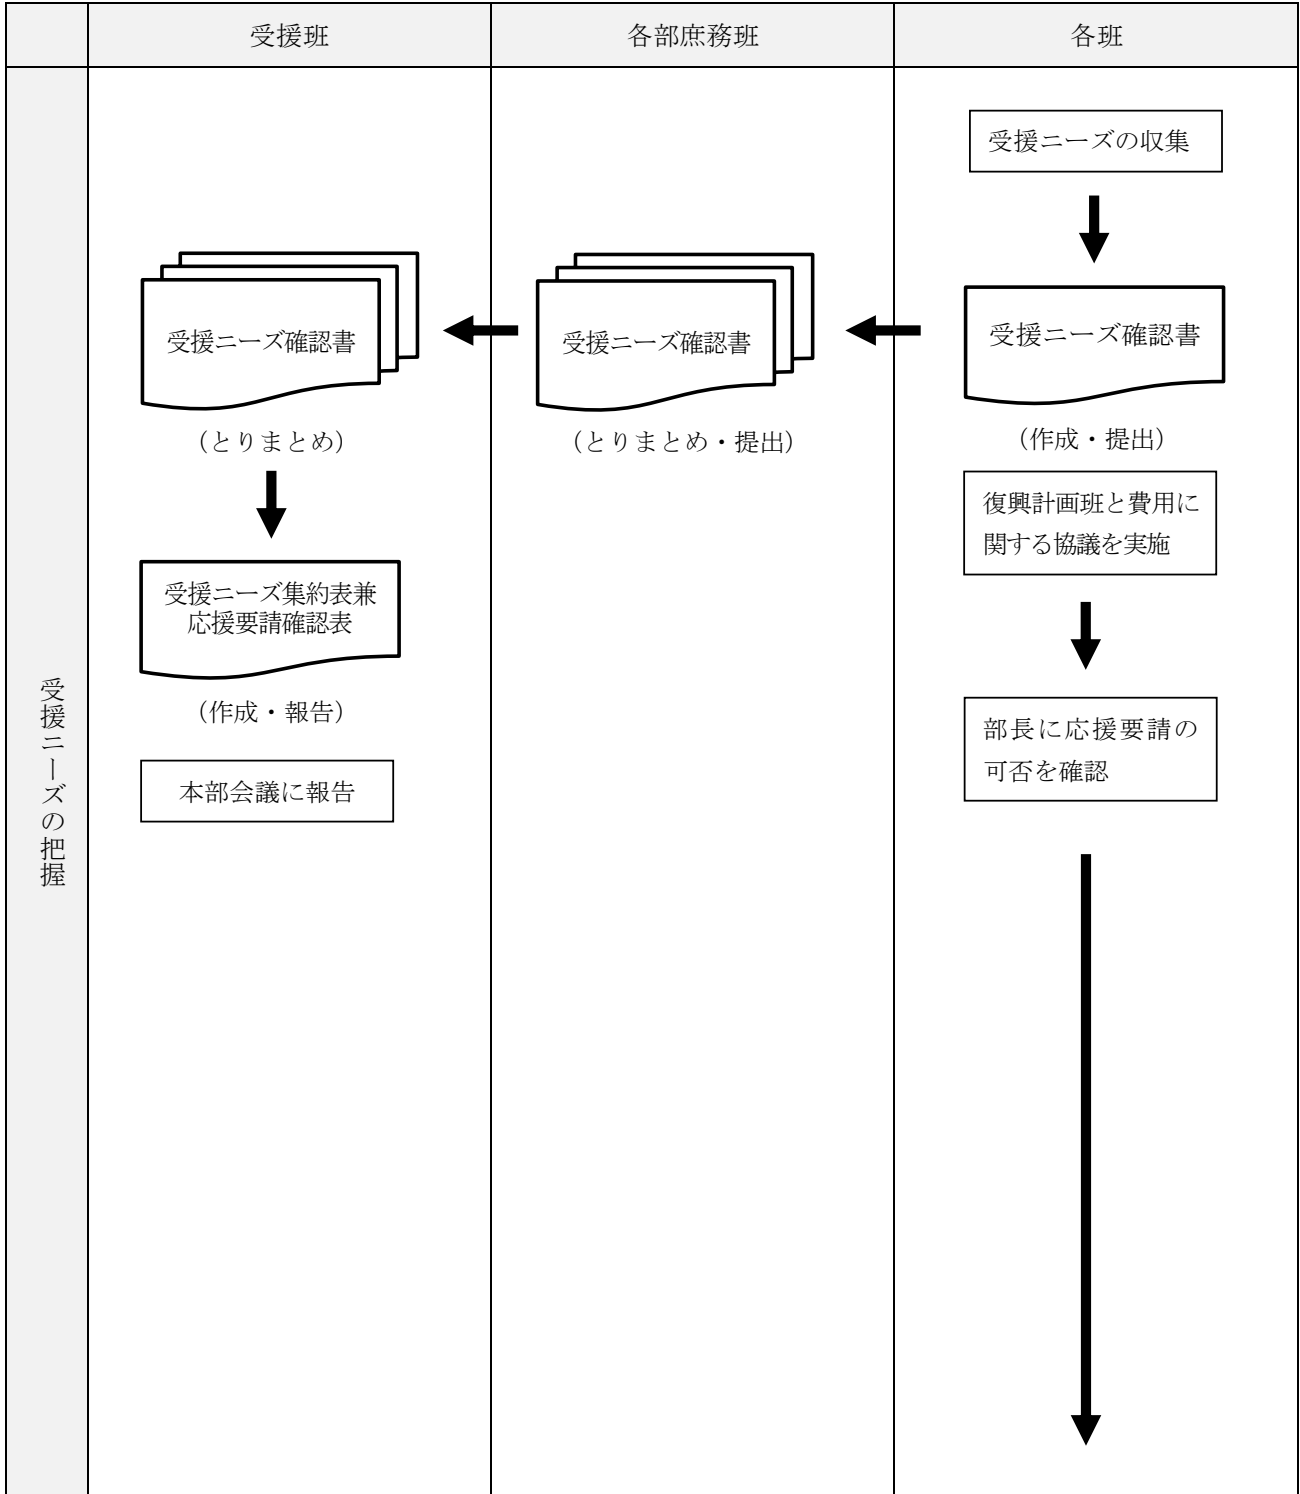 受援班
各部庶務班
各班
受援ニーズの把握
受援ニーズの収集
受援ニーズ確認書
(作成・提出)
復興計画班と費用に
関する協議を実施
部長に応援要請の
可否を確認
受援ニーズ確認書
(とりまとめ・提出)
受援ニーズ確認書
(とりまとめ)
受援ニーズ集約表兼
応援要請確認表
(作成・報告)
本部会議に報告